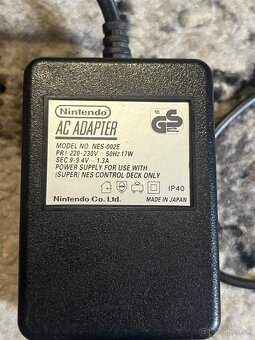 Nintendo
AC ADAPTER
MODEL NO. NES-002E
PRI 220-230V ~ 50Hz 17W
SEC 9-9.4V ~ 1.3A
POWER SUPPLY FOR USE WITH
(SUPER) NES CONTROL DECK ONLY
10
GS
IP40
Nintendo Co., Ltd.
MADE IN JAPAN